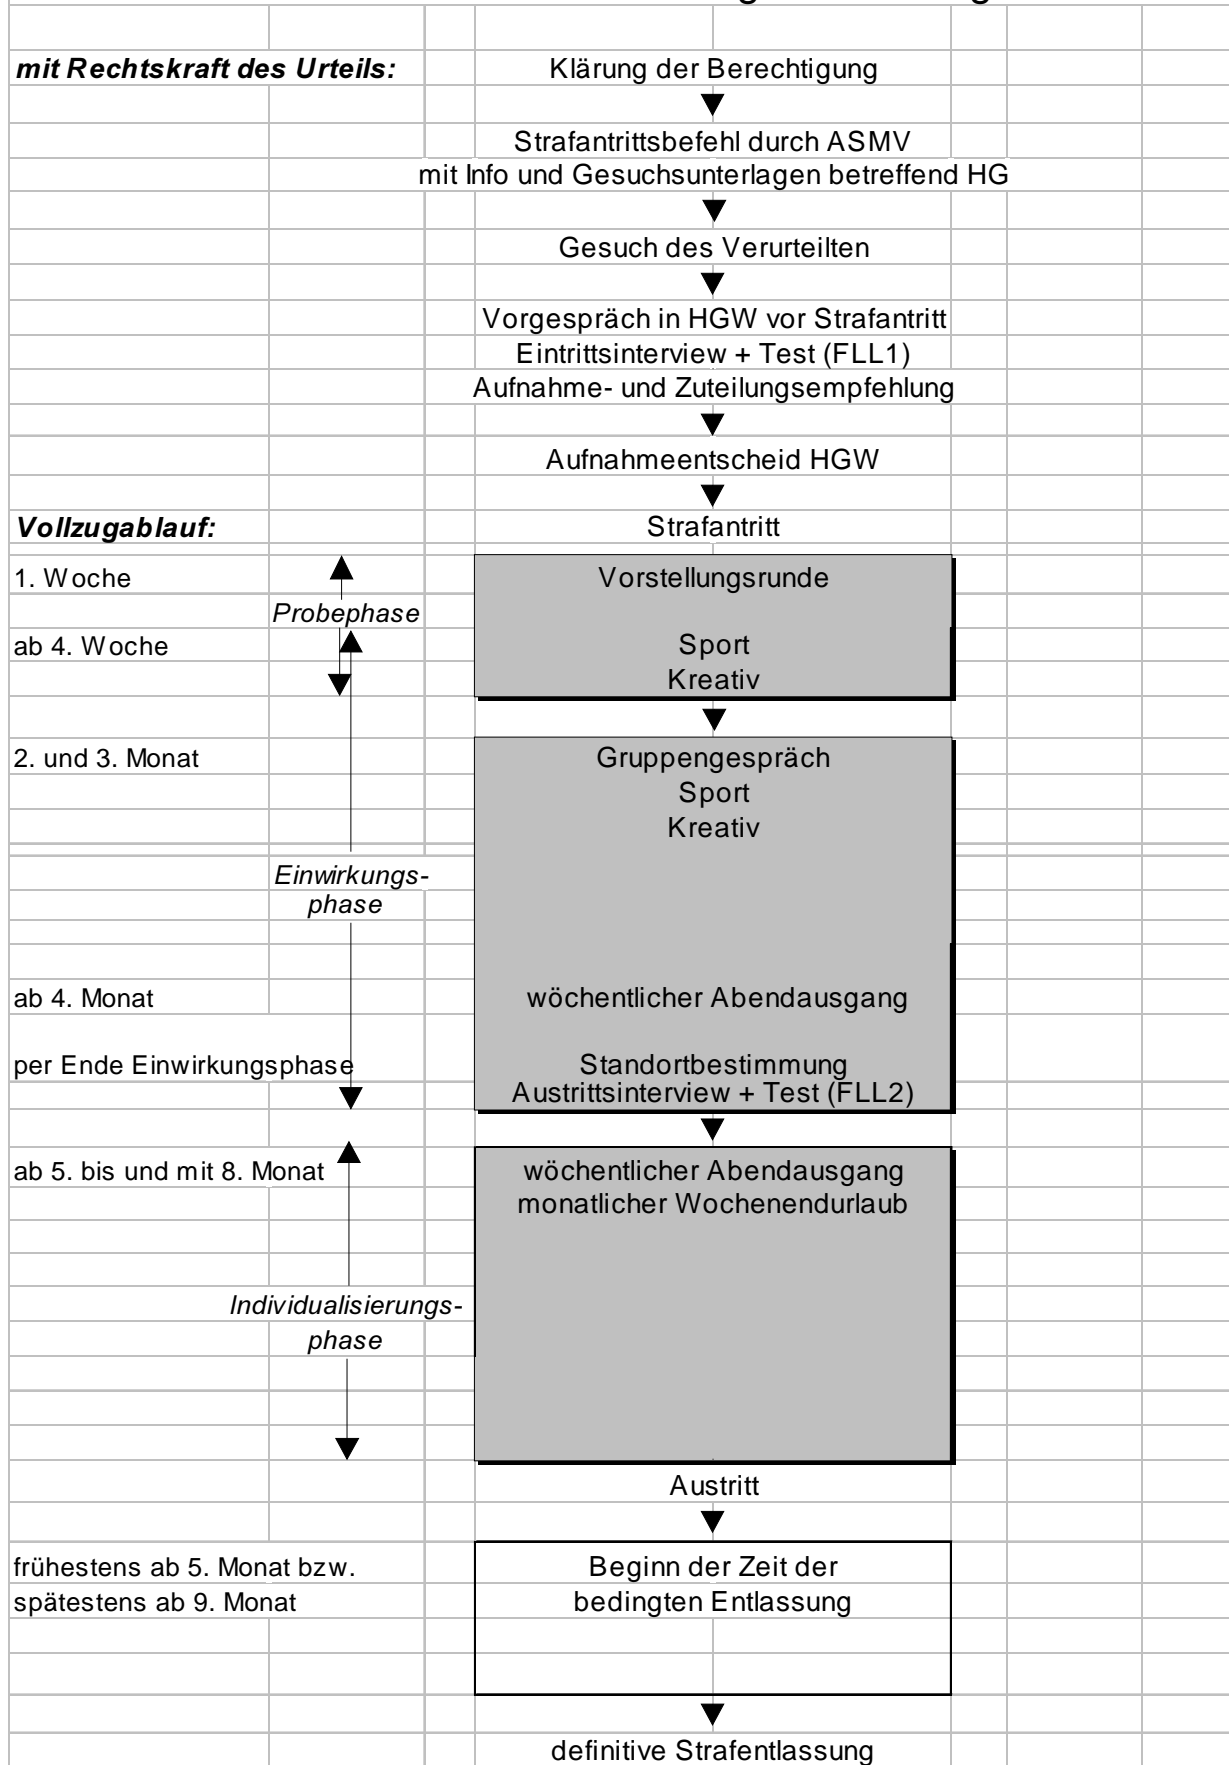 mit Rechtskraft des Urteils: Klärung der Berechtigung
Strafantrittsbefehl durch ASMV
mit Info und Gesuchsunterlagen betreffend HG
Gesuch des Verurteilten
Vorgespräch in HGW vor Strafantritt
Eintrittsinterview + Test (FLL1)
Aufnahme- und Zuteilungsempfehlung
Aufnahmeentscheid HGW
Vollzugablauf: Strafantritt
1. Woche Vorstellungsrunde
Probephase
ab 4. Woche Sport
Kreativ
2. und 3. Monat Gruppengespräch
Sport
Kreativ
Einwirkungs-
phase
ab 4. Monat wöchentlicher Abendausgang
per Ende Einwirkungsphase Standortbestimmung
Austrittsinterview + Test (FLL2)
ab 5. bis und mit 8. Monat wöchentlicher Abendausgang
monatlicher Wochenendurlaub
Individualisierungs-
phase
Austritt
frühestens ab 5. Monat bzw. Beginn der Zeit der
spätestens ab 9. Monat bedingten Entlassung
definitive Strafentlassung